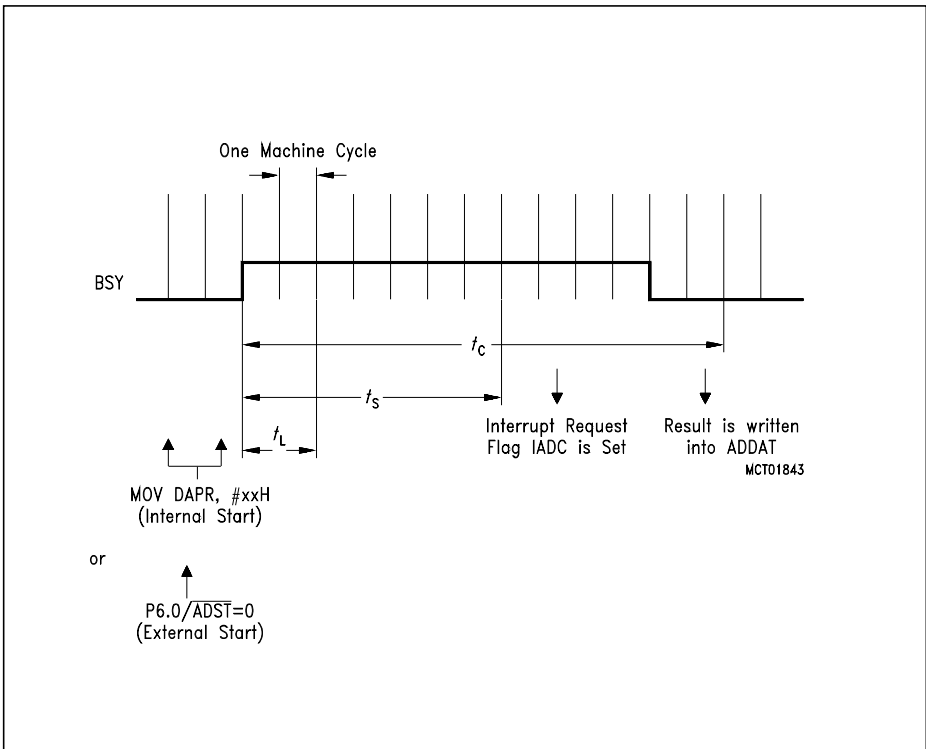 One Machine Cycle
BSY
tC
tS
tL
Interrupt Request
Flag IADC is Set
Result is written
into ADDAT
MCT01843
MOV DAPR, #xxH
(Internal Start)
or
P6.0/A̅D̅S̅T̅=0
(External Start)